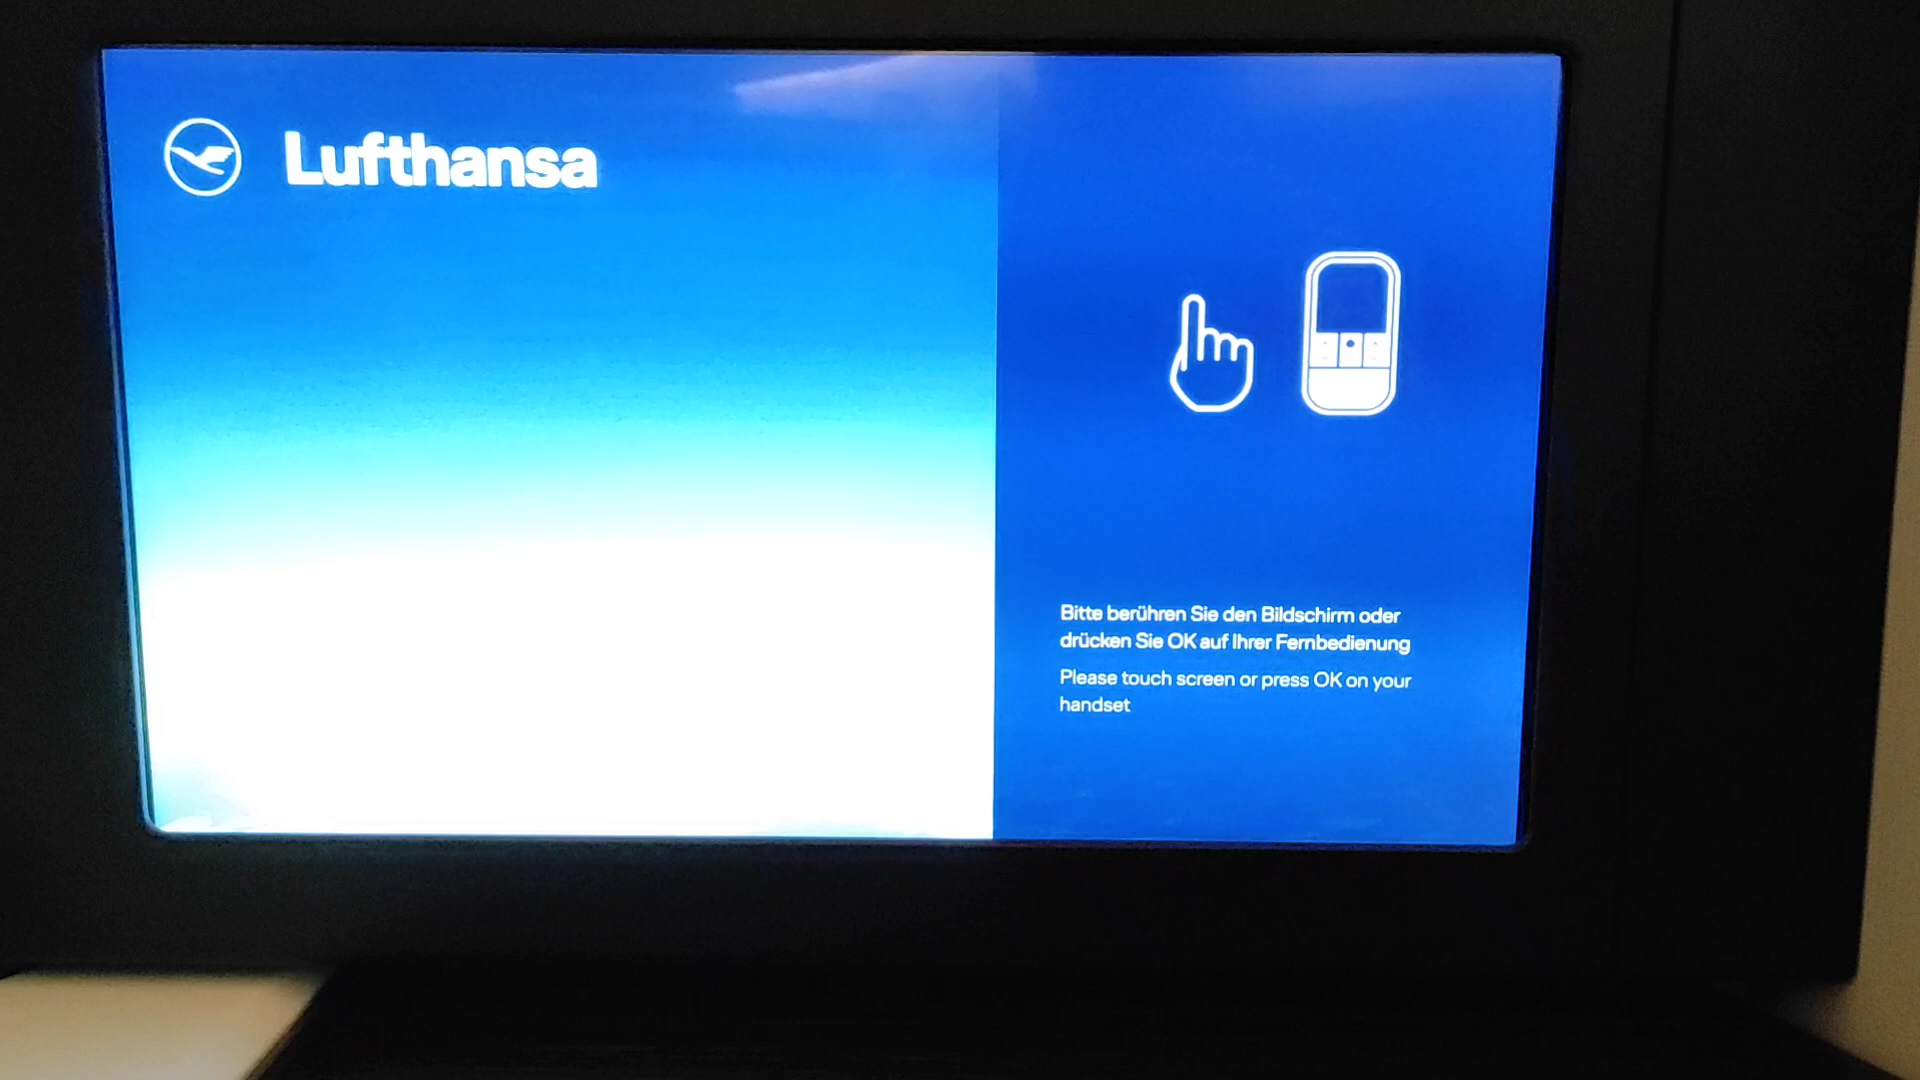 Lufthansa
Bitte berühren Sie den Bildschirm oder
drücken Sie OK auf Ihrer Fernbedienung
Please touch screen or press OK on your
handset